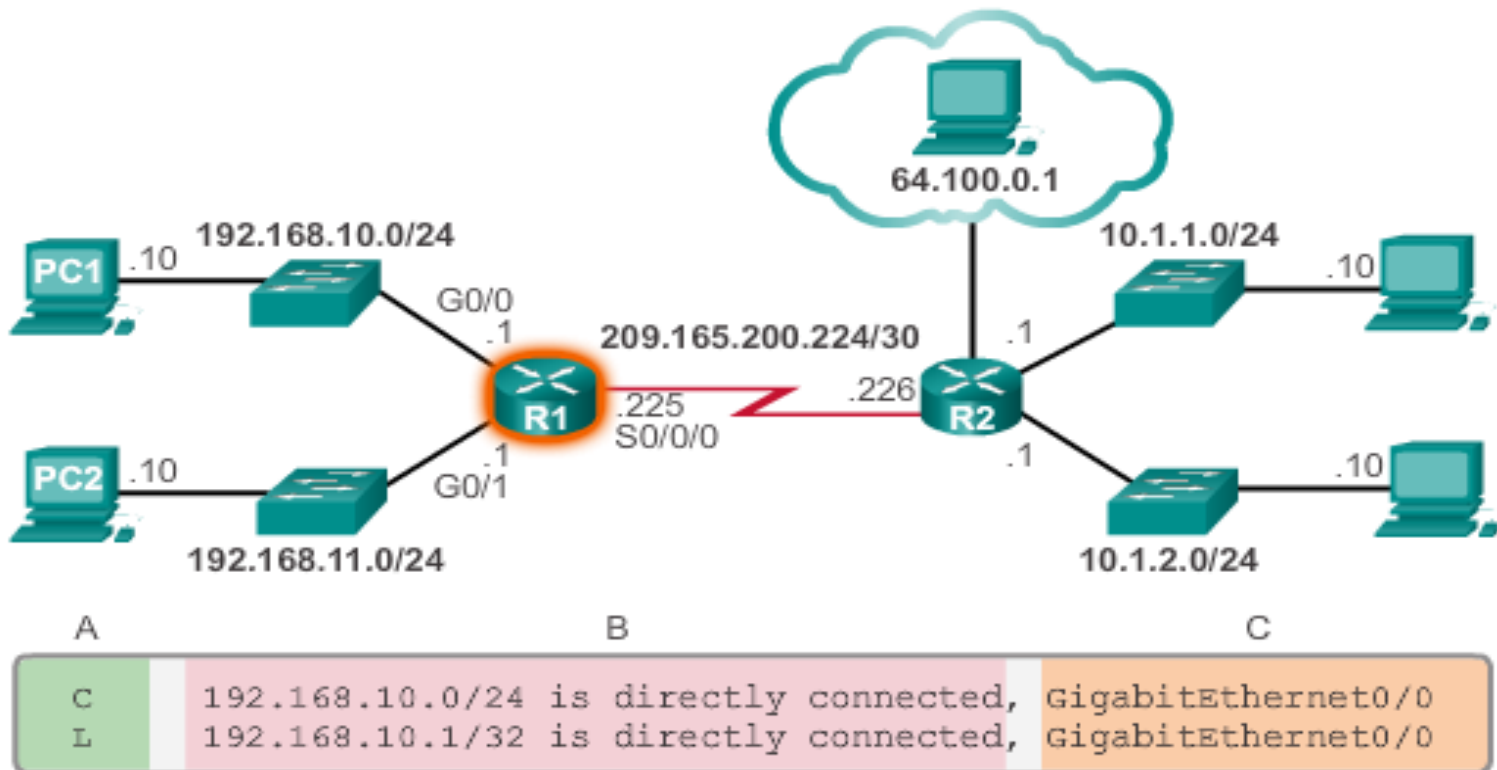 64.100.0.1
192.168.10.0/24
10.1.1.0/24
PC1
.10
.10
G0/0
.1
209.165.200.224/30
.1
R1
.225
S0/0/0
.226
R2
PC2
.10
.1
G0/1
.1
.10
192.168.11.0/24
10.1.2.0/24
A B C
C 192.168.10.0/24 is directly connected, GigabitEthernet0/0
L 192.168.10.1/32 is directly connected, GigabitEthernet0/0